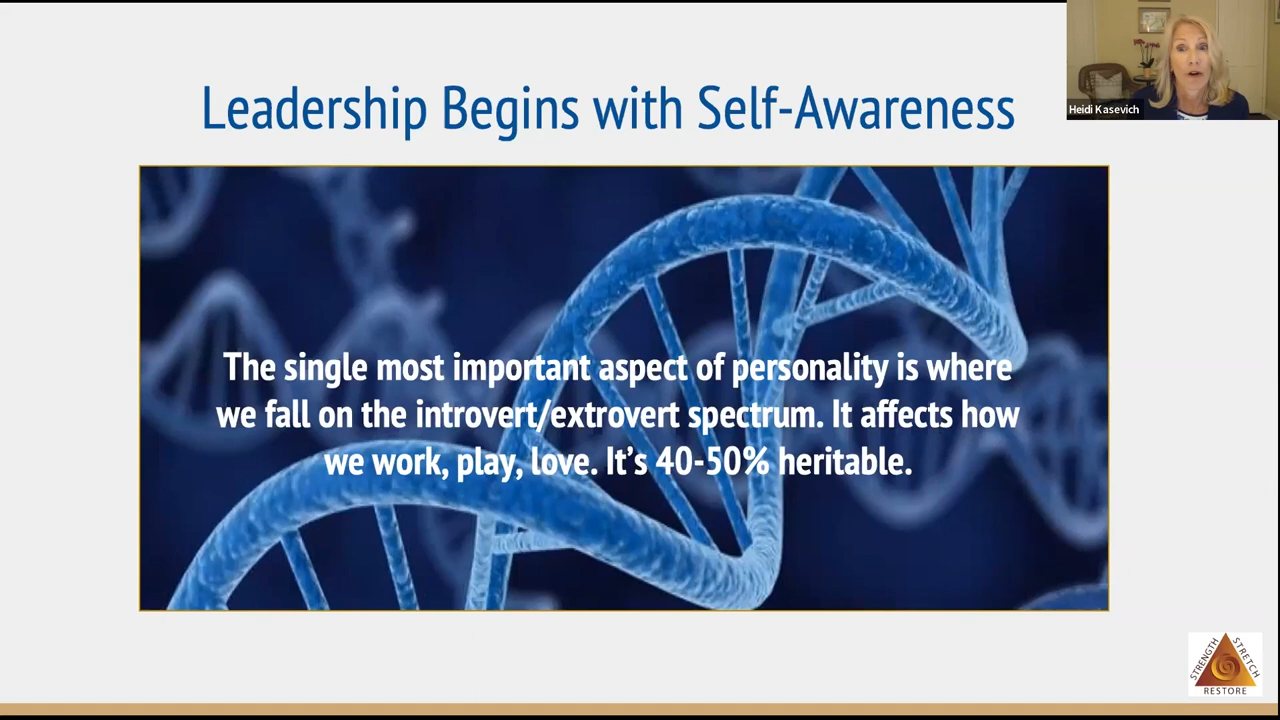 Leadership Begins with Self-Awareness
Heidi Kasevich
The single most important aspect of personality is where
we fall on the introvert/extrovert spectrum. It affects how
we work, play, love. It’s 40-50% heritable.
STRENGTH
STRETCH
RESTORE